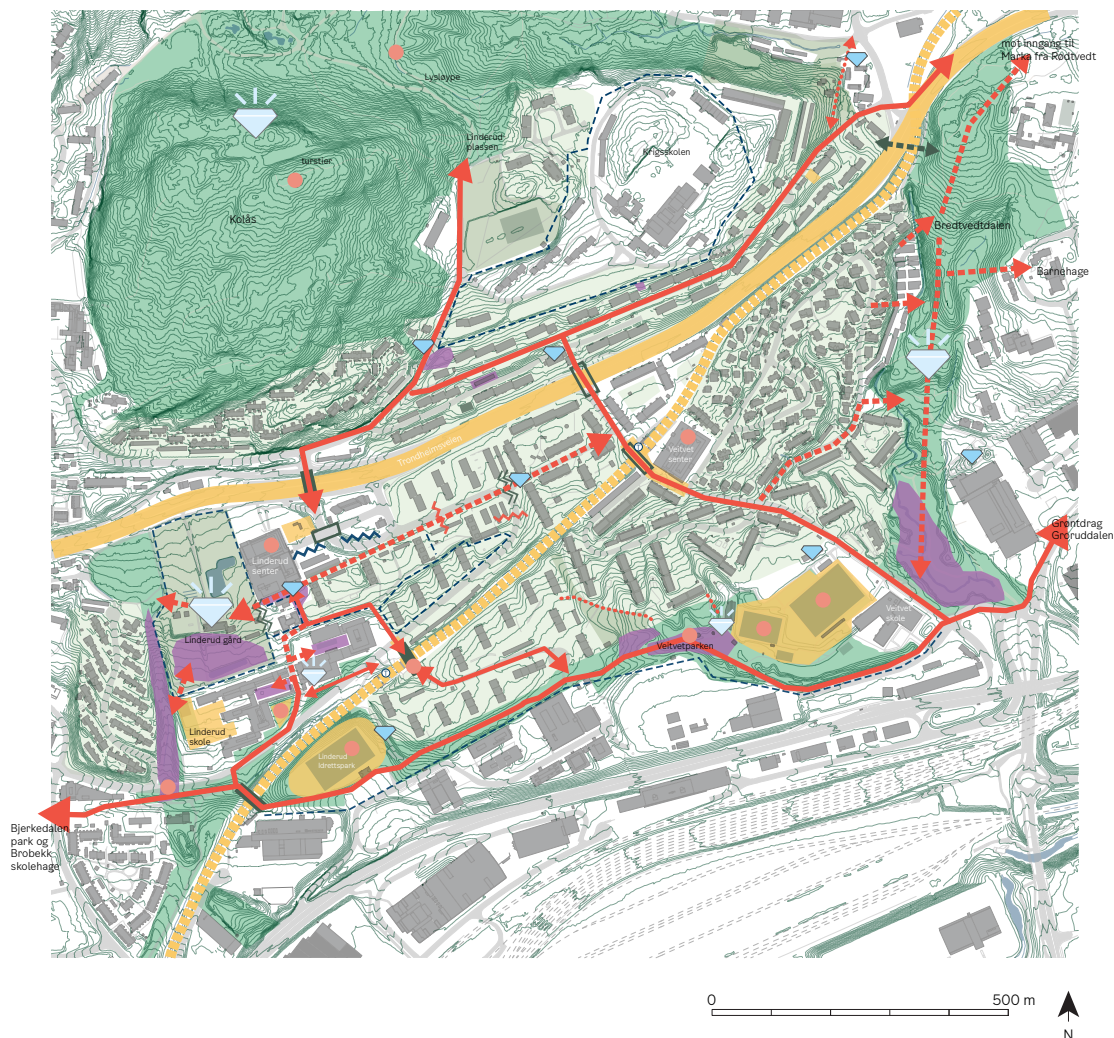 mot inngang til
Marka fra Rødtvedt
Lysløype
Linderud
plassen
Krigsskolen
turstier
Kolås
Bredtvedtdalen
Barnehage
Trondheimsveien
Veitvet
senter
Grøntdrag
Groruddalen
Linderud
senter
Veitvet
skole
Linderud gård
Veitvetparken
Linderud
skole
Linderud
Idrettspark
Bjerkedalen
park og
Brobekk
skolehage
0
500 m
N